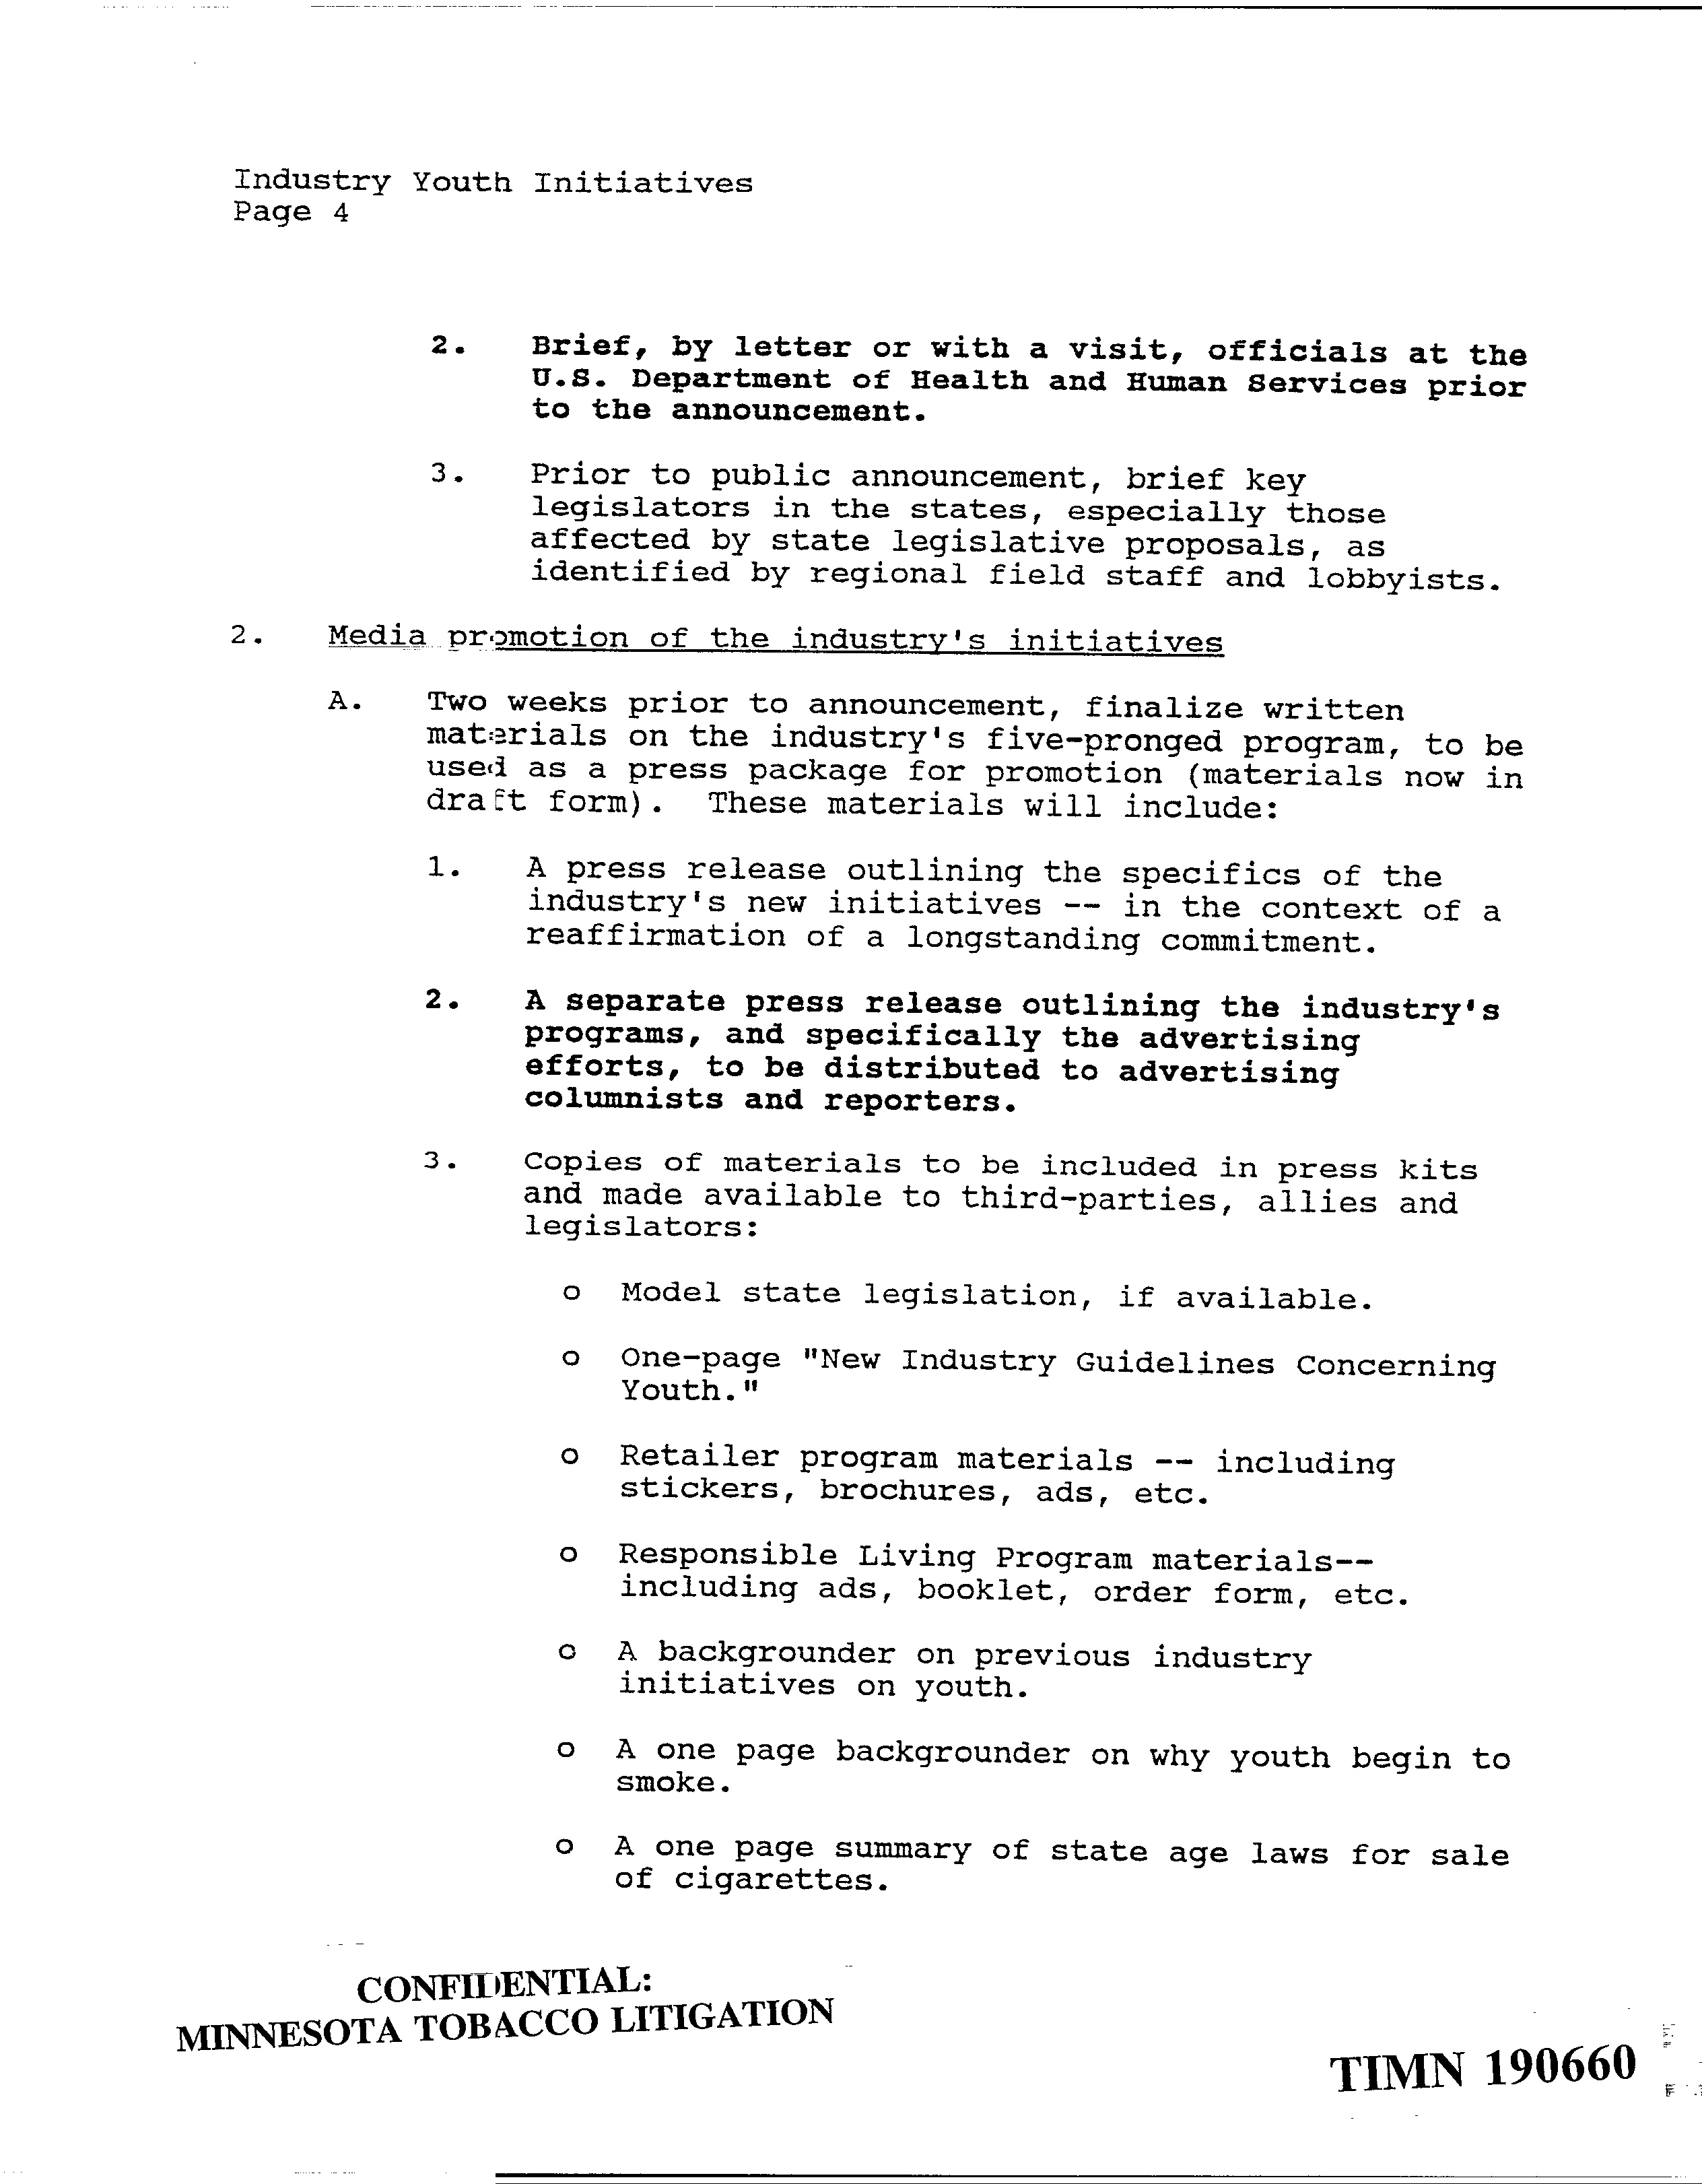 Industry Youth Initiatives
Page 4
2. Brief, by letter or with a visit, officials at the
U.S. Department of Health and Human Services prior
to the announcement.
3. Prior to public announcement, brief key
legislators in the states, especially those
affected by state legislative proposals, as
identified by regional field staff and lobbyists.
2. Media promotion of the industry's initiatives
A. Two weeks prior to announcement, finalize written
materials on the industry's five-pronged program, to be
used as a press package for promotion (materials now in
draft form). These materials will include:
1. A press release outlining the specifics of the
industry's new initiatives -- in the context of a
reaffirmation of a longstanding commitment.
2. A separate press release outlining the industry's
programs, and specifically the advertising
efforts, to be distributed to advertising
columnists and reporters.
3. Copies of materials to be included in press kits
and made available to third-parties, allies and
legislators:
o Model state legislation, if available.
o One-page "New Industry Guidelines Concerning
Youth."
o Retailer program materials -- including
stickers, brochures, ads, etc.
o Responsible Living Program materials--
including ads, booklet, order form, etc.
o A backgrounder on previous industry
initiatives on youth.
o A one page backgrounder on why youth begin to
smoke.
o A one page summary of state age laws for sale
of cigarettes.
CONFIDENTIAL:
MINNESOTA TOBACCO LITIGATION
TIMN 190660